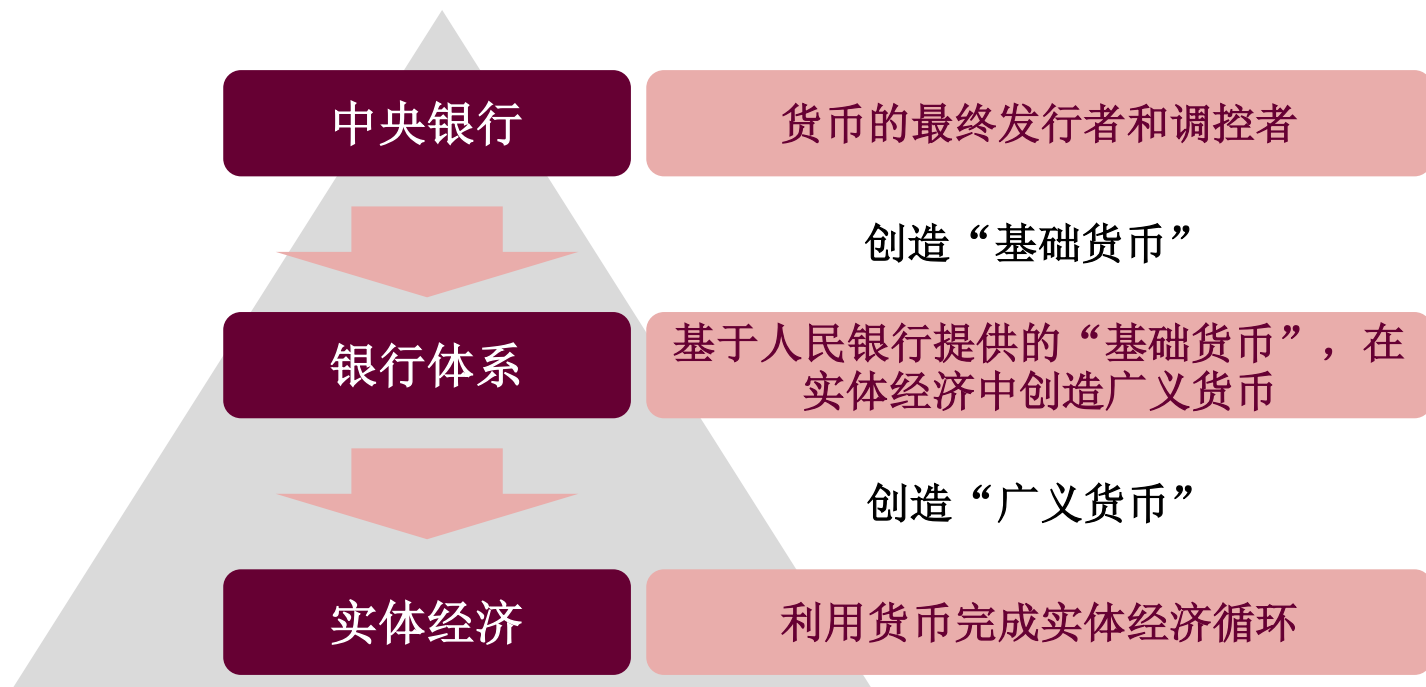 中央银行
货币的最终发行者和调控者
创造“基础货币”
银行体系
基于人民银行提供的“基础货币”，在
实体经济中创造广义货币
创造“广义货币”
实体经济
利用货币完成实体经济循环